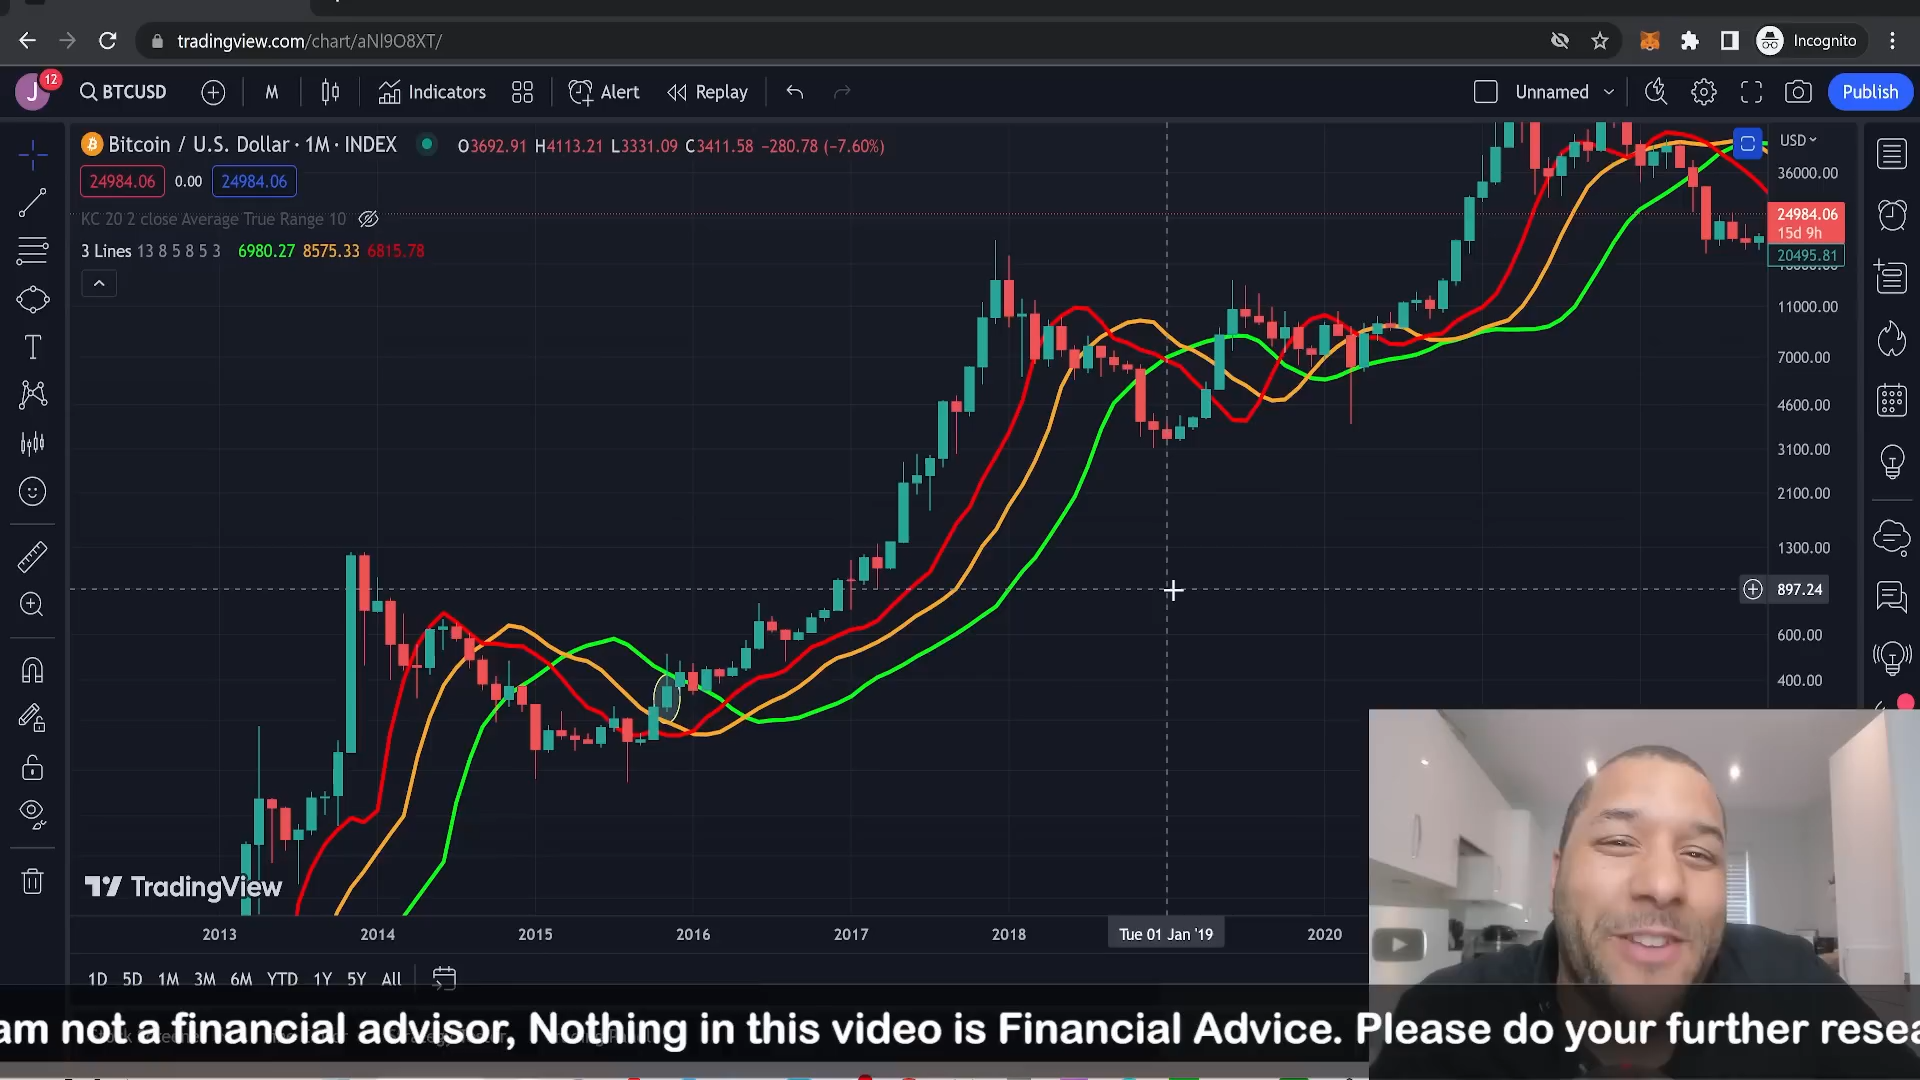 tradingview.com/chart/aNI9O8XT/
Incognito
J
12
BTCUSD
M
Indicators
Alert
Replay
Unnamed
Publish
Bitcoin / U.S. Dollar · 1M · INDEX
O3692.91 H4113.21 L3331.09 C3411.58 −280.78 (−7.60%)
USD
24984.06 0.00 24984.06
KC 20 2 close Average True Range 10
3 Lines 13 8 5 8 5 3 6980.27 8575.33 6815.78
36000.00
24984.06
15d 9h
20495.81
11000.00
7000.00
4600.00
3100.00
2100.00
1300.00
897.24
600.00
400.00
TradingView
2013 2014 2015 2016 2017 2018 Tue 01 Jan '19 2020
1D 5D 1M 3M 6M YTD 1Y 5Y All
am not a financial advisor, Nothing in this video is Financial Advice. Please do your further resea